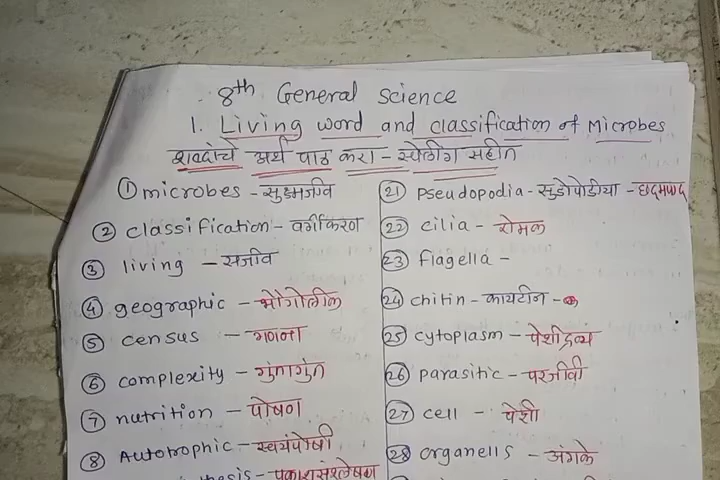 8th General Science
1. Living word and classification of Microbes
शब्दांचे अर्थ पाठ करा - स्पेलींग सहीत
① microbes - सुक्ष्मजीव
② classification - वर्गीकरण
③ living - सजीव
④ geographic - भौगोलीक
⑤ census - गणना
⑥ complexity - गुंतागुंत
⑦ nutrition - पोषण
⑧ Autotrophic - स्वयंपोषी
thesis - प्रकाशसंश्लेषण
㉑ Pseudopodia - सुडोपोडीया - छदमपाद
㉒ cilia - रोमक
㉓ flagella -
㉔ chitin - कायटीन -
㉕ cytoplasm - पेशीद्रव्य
㉖ parasitic - परजीवी
㉗ cell - पेशी
㉘ organells - अंगके